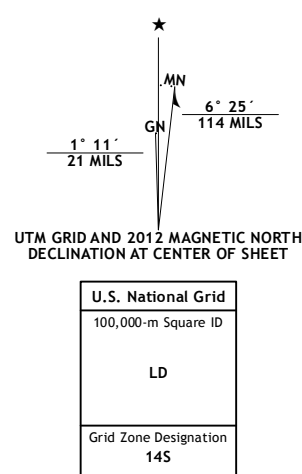 ★
MN
6° 25´
114 MILS
GN
1° 11´
21 MILS
UTM GRID AND 2012 MAGNETIC NORTH
DECLINATION AT CENTER OF SHEET
U.S. National Grid
100,000-m Square ID
LD
Grid Zone Designation
14S